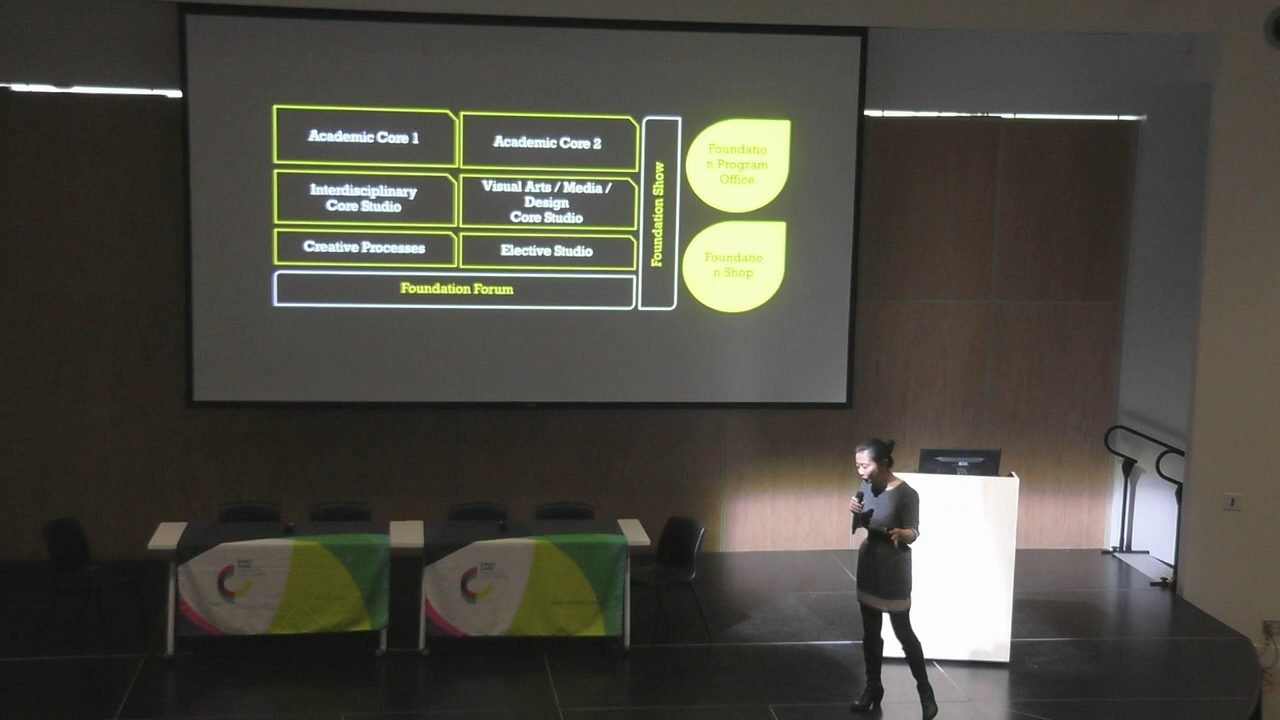 Academic Core 1
Academic Core 2
Interdisciplinary
Core Studio
Visual Arts / Media /
Design
Core Studio
Creative Processes
Elective Studio
Foundation Forum
Foundation Show
Foundatio
n Program
Office
Foundatio
n Shop